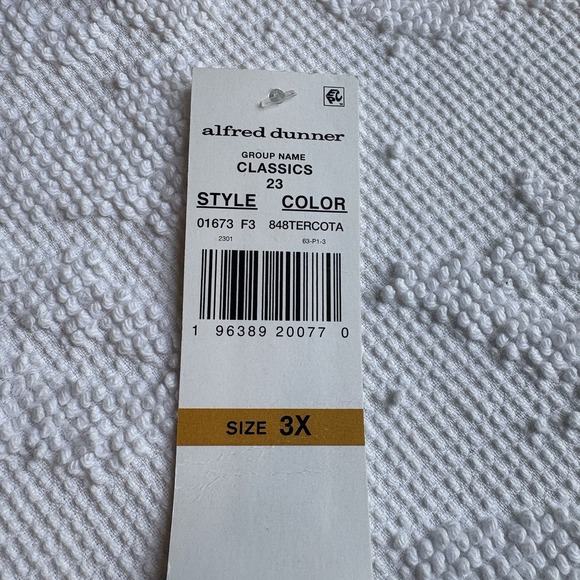 alfred dunner
GROUP NAME
CLASSICS
23
STYLE COLOR
01673 F3 848TERCOTA
2301 63-P1-3
1 96389 20077 0
SIZE 3X